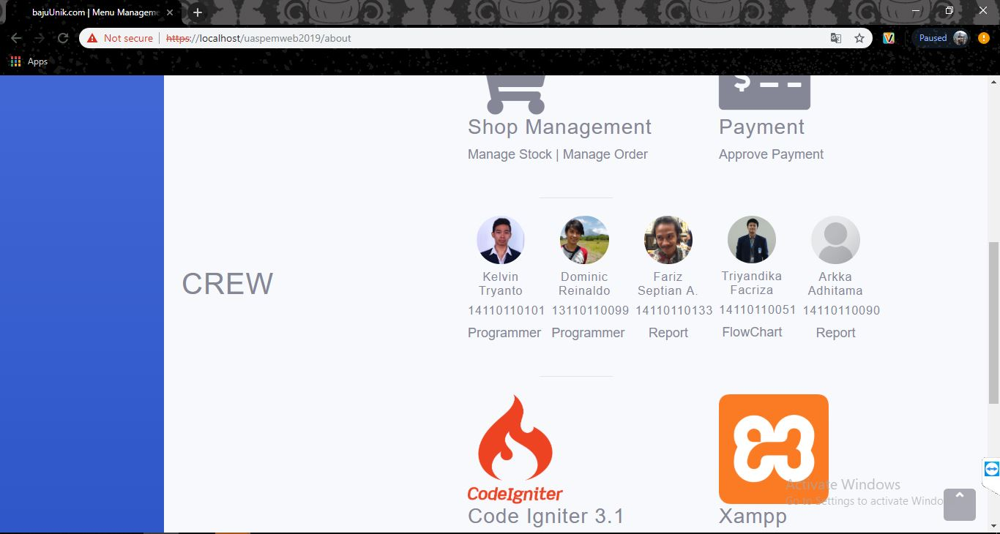 bajuUnik.com | Menu Manageme
Not secure
https://localhost/uaspemweb2019/about
Paused
Apps
Shop Management
Payment
Manage Stock | Manage Order
Approve Payment
CREW
Kelvin
Tryanto
14110110101
Programmer
Dominic
Reinaldo
13110110099
Programmer
Fariz
Septian A.
14110110133
Report
Triyandika
Facriza
14110110051
FlowChart
Arkka
Adhitama
14110110090
Report
CodeIgniter
Code Igniter 3.1
Xampp
Activate Windows
Go to Settings to activate Windo